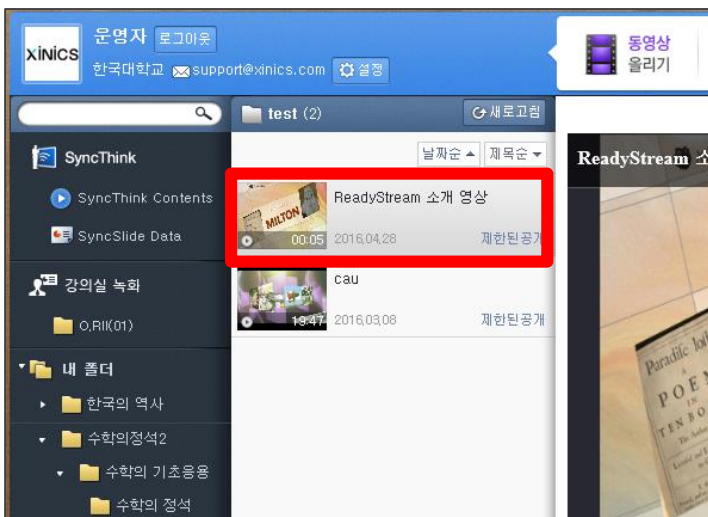 XINICS
운영자 로그아웃
한국대학교 support@xinics.com 설정
동영상
올리기
test (2) 새로고침
SyncThink
SyncThink Contents
SyncSlide Data
강의실 녹화
O,RII(01)
내 폴더
한국의 역사
수학의정석2
수학의 기초응용
수학의 정석
날짜순 ▲ 제목순 ▼
MILTON
ReadyStream 소개 영상
00:05 2016,04,28 제한된공개
cau
19:47 2016,03,08 제한된공개
ReadyStream 소
POEM
IN
TEN BO